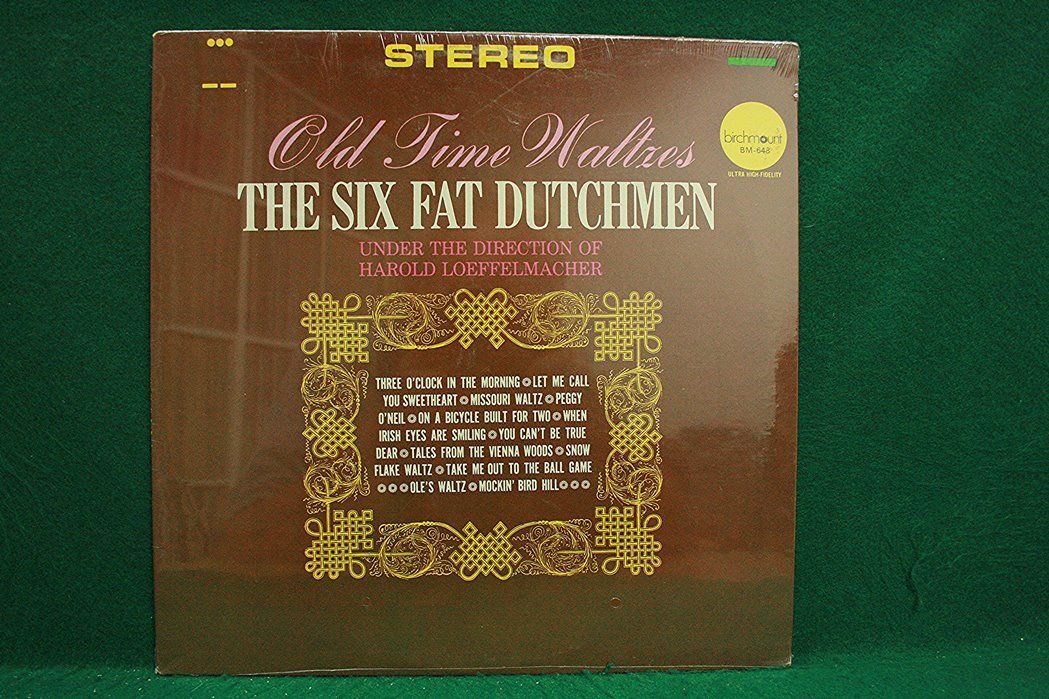 STEREO
birchmount
BM-648
ULTRA HIGH-FIDELITY
Old Time Waltzes
THE SIX FAT DUTCHMEN
UNDER THE DIRECTION OF
HAROLD LOEFFELMACHER
THREE O'CLOCK IN THE MORNING LET ME CALL
YOU SWEETHEART MISSOURI WALTZ PEGGY
O'NEIL ON A BICYCLE BUILT FOR TWO WHEN
IRISH EYES ARE SMILING YOU CAN'T BE TRUE
DEAR TALES FROM THE VIENNA WOODS SNOW
FLAKE WALTZ TAKE ME OUT TO THE BALL GAME
OLE'S WALTZ MOCKIN' BIRD HILL